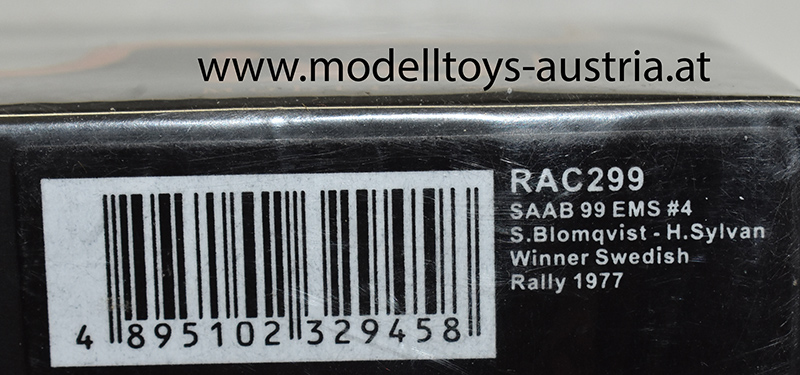 www.modelltoys-austria.at
RAC299
SAAB 99 EMS #4
S.Blomqvist - H.Sylvan
Winner Swedish
Rally 1977
4 895102 329458